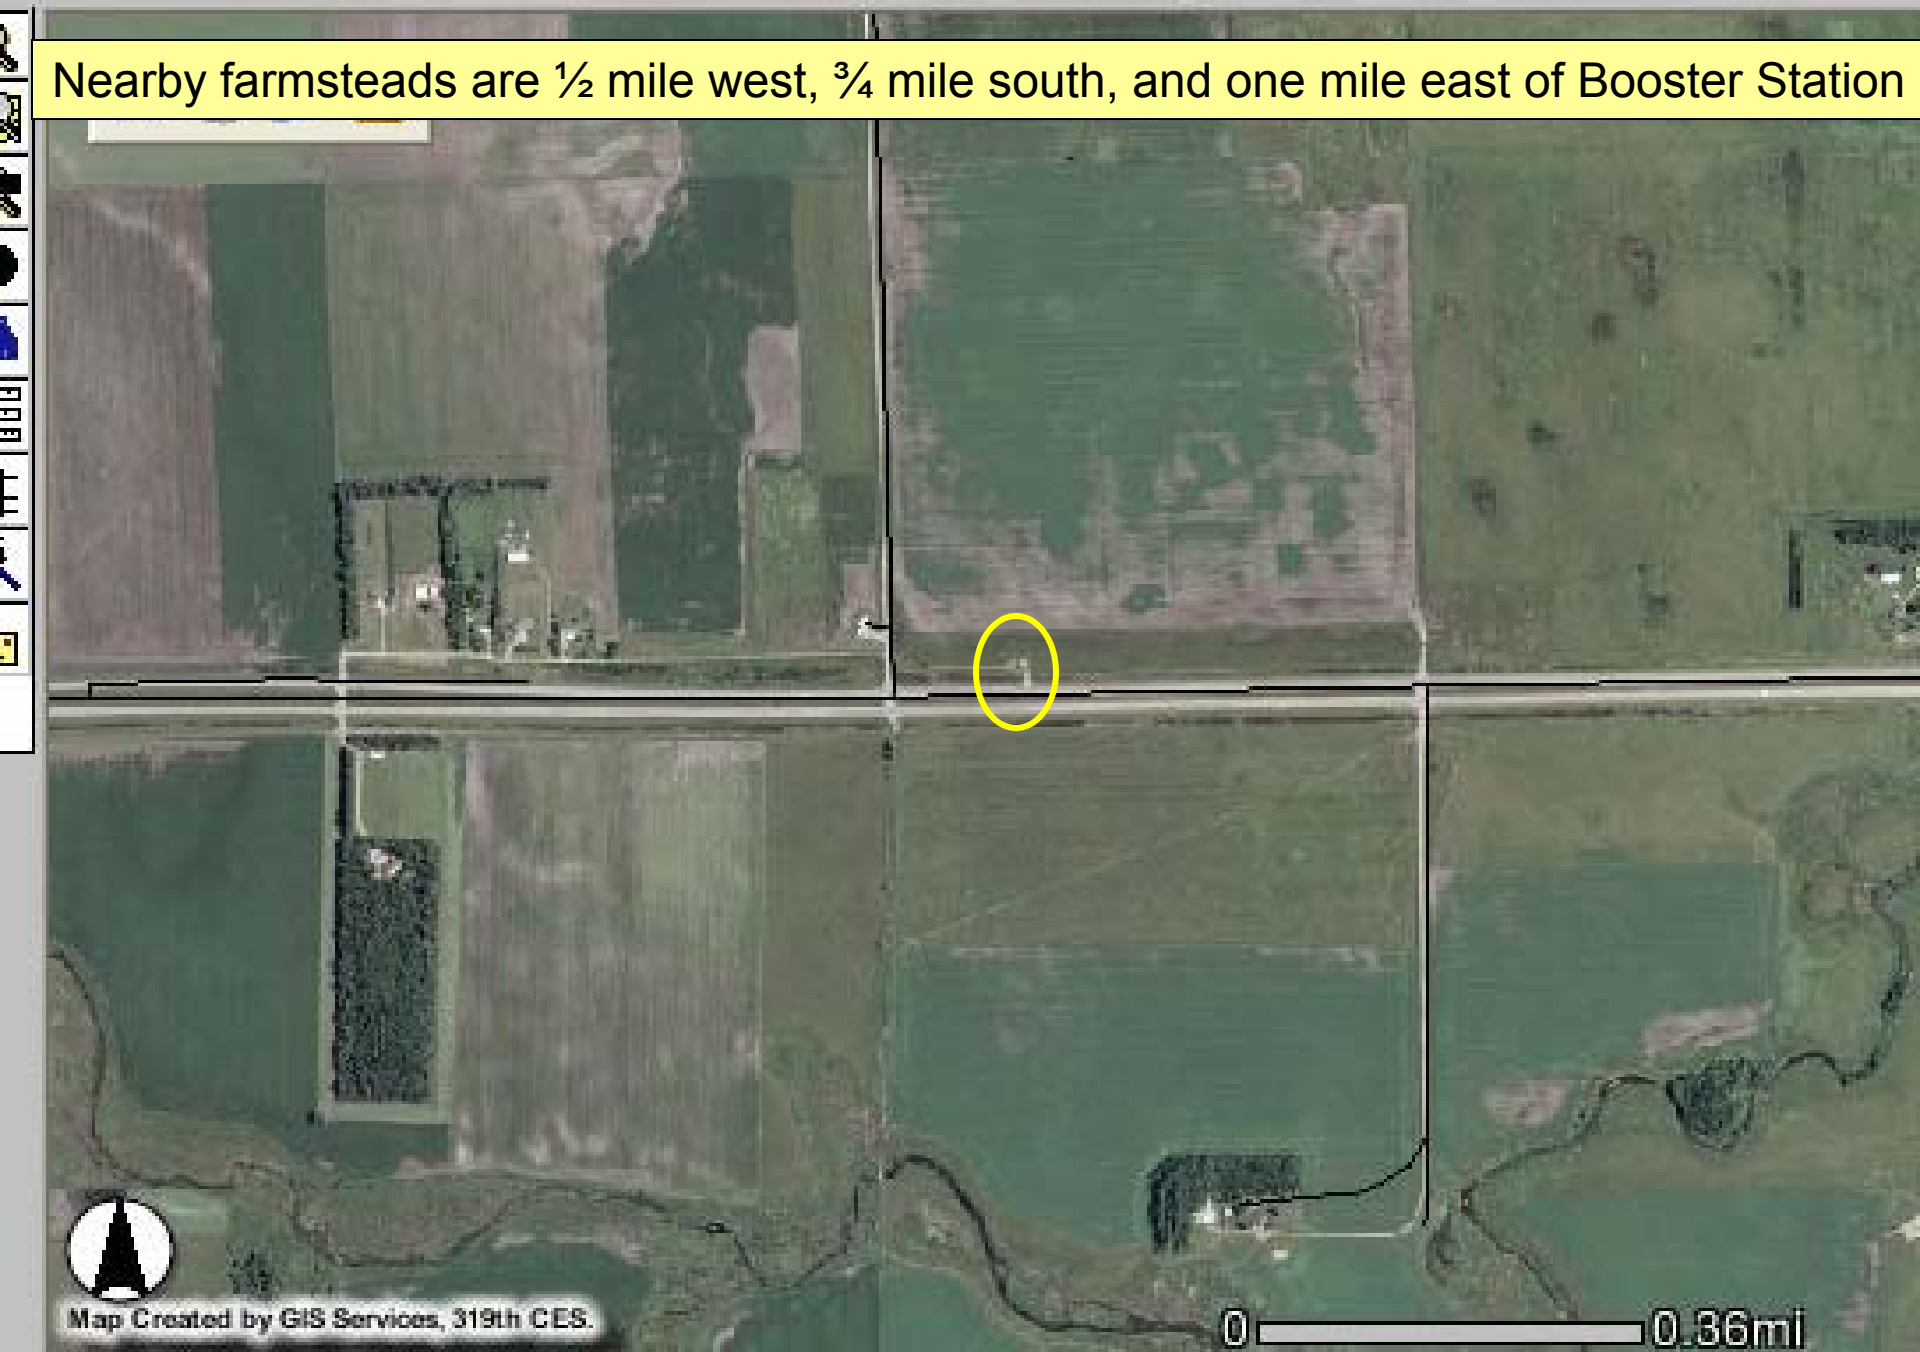 Nearby farmsteads are ½ mile west, ¾ mile south, and one mile east of Booster Station
Map Created by GIS Services, 319th CES.
0 0.36mi